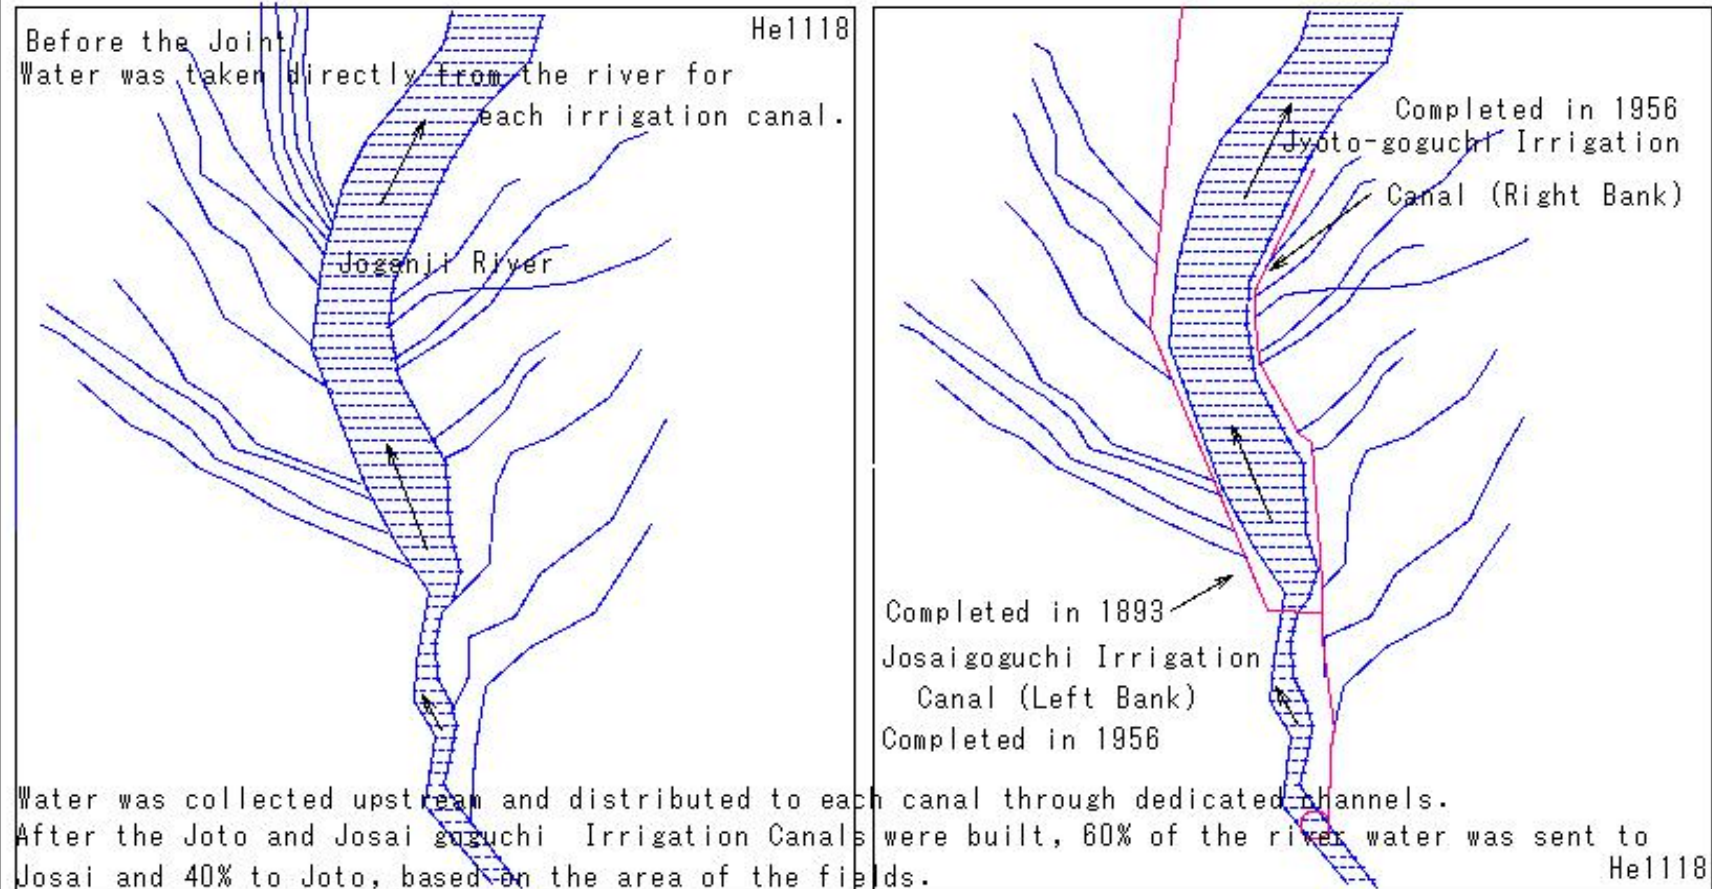 He1118
Before the Joint
Water was taken directly from the river for
each irrigation canal.
Joganji River
Completed in 1956
Jyoto-goguchi Irrigation
Canal (Right Bank)
Completed in 1893
Josaigoguchi Irrigation
Canal (Left Bank)
Completed in 1956
Water was collected upstream and distributed to each canal through dedicated channels.
After the Joto and Josai goguchi Irrigation Canals were built, 60% of the river water was sent to
Josai and 40% to Joto, based on the area of the fields.
He1118